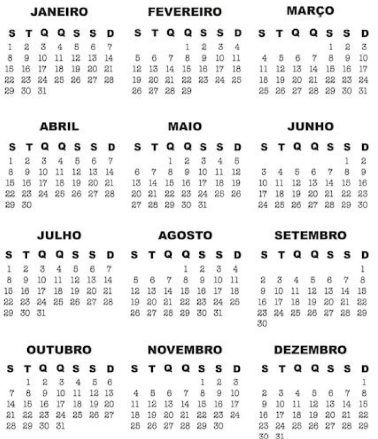 JANEIRO
S T Q Q S S D
1 2 3 4 5 6 7
8 9 10 11 12 13 14
15 16 17 18 19 20 21
22 23 24 25 26 27 28
29 30 31
FEVEREIRO
S T Q Q S S D
1 2 3 4
5 6 7 8 9 10 11
12 13 14 15 16 17 18
19 20 21 22 23 24 25
26 27 28 29
MARÇO
S T Q Q S S D
1 2 3
4 5 6 7 8 9 10
11 12 13 14 15 16 17
18 19 20 21 22 23 24
25 26 27 28 29 30 31
ABRIL
S T Q Q S S D
1 2 3 4 5 6 7
8 9 10 11 12 13 14
15 16 17 18 19 20 21
22 23 24 25 26 27 28
29 30
MAIO
S T Q Q S S D
1 2 3 4 5
6 7 8 9 10 11 12
13 14 15 16 17 18 19
20 21 22 23 24 25 26
27 28 29 30 31
JUNHO
S T Q Q S S D
1 2
3 4 5 6 7 8 9
10 11 12 13 14 15 16
17 18 19 20 21 22 23
24 25 26 27 28 29 30
JULHO
S T Q Q S S D
1 2 3 4 5 6 7
8 9 10 11 12 13 14
15 16 17 18 19 20 21
22 23 24 25 26 27 28
29 30 31
AGOSTO
S T Q Q S S D
1 2 3 4
5 6 7 8 9 10 11
12 13 14 15 16 17 18
19 20 21 22 23 24 25
26 27 28 29 30 31
SETEMBRO
S T Q Q S S D
1
2 3 4 5 6 7 8
9 10 11 12 13 14 15
16 17 18 19 20 21 22
23 24 25 26 27 28 29
30
OUTUBRO
S T Q Q S S D
1 2 3 4 5 6
7 8 9 10 11 12 13
14 15 16 17 18 19 20
21 22 23 24 25 26 27
28 29 30 31
NOVEMBRO
S T Q Q S S D
1 2 3
4 5 6 7 8 9 10
11 12 13 14 15 16 17
18 19 20 21 22 23 24
25 26 27 28 29 30
DEZEMBRO
S T Q Q S S D
1
2 3 4 5 6 7 8
9 10 11 12 13 14 15
16 17 18 19 20 21 22
23 24 25 26 27 28 29
30 31